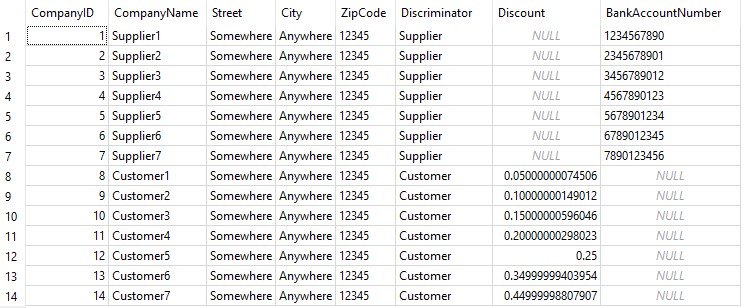 CompanyID CompanyName Street City ZipCode Discriminator Discount BankAccountNumber
1 1 Supplier1 Somewhere Anywhere 12345 Supplier NULL 1234567890
2 2 Supplier2 Somewhere Anywhere 12345 Supplier NULL 2345678901
3 3 Supplier3 Somewhere Anywhere 12345 Supplier NULL 3456789012
4 4 Supplier4 Somewhere Anywhere 12345 Supplier NULL 4567890123
5 5 Supplier5 Somewhere Anywhere 12345 Supplier NULL 5678901234
6 6 Supplier6 Somewhere Anywhere 12345 Supplier NULL 6789012345
7 7 Supplier7 Somewhere Anywhere 12345 Supplier NULL 7890123456
8 8 Customer1 Somewhere Anywhere 12345 Customer 0.05000000074506 NULL
9 9 Customer2 Somewhere Anywhere 12345 Customer 0.10000000149012 NULL
10 10 Customer3 Somewhere Anywhere 12345 Customer 0.15000000596046 NULL
11 11 Customer4 Somewhere Anywhere 12345 Customer 0.20000000298023 NULL
12 12 Customer5 Somewhere Anywhere 12345 Customer 0.25 NULL
13 13 Customer6 Somewhere Anywhere 12345 Customer 0.34999999403954 NULL
14 14 Customer7 Somewhere Anywhere 12345 Customer 0.44999998807907 NULL